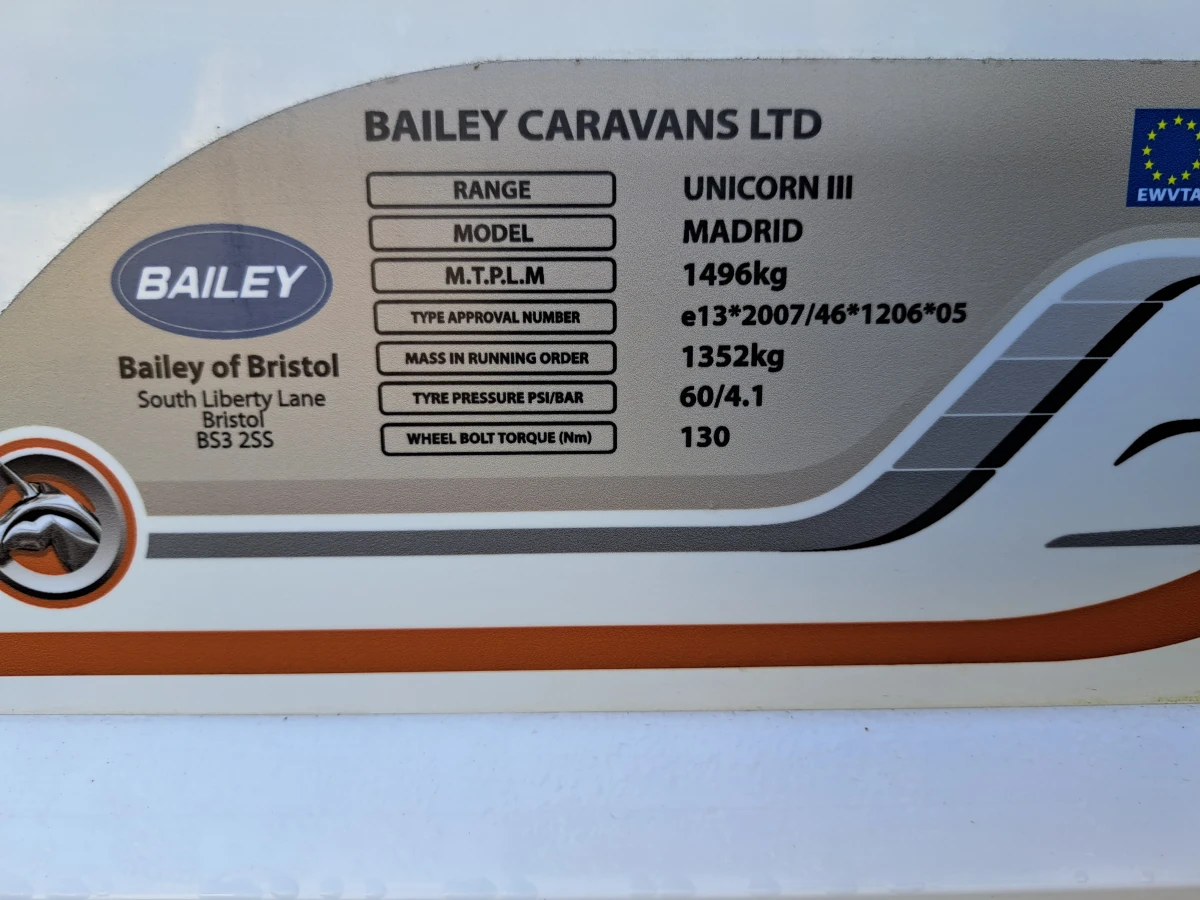 BAILEY CARAVANS LTD
RANGE UNICORN III
MODEL MADRID
M.T.P.L.M 1496kg
TYPE APPROVAL NUMBER e13*2007/46*1206*05
MASS IN RUNNING ORDER 1352kg
TYRE PRESSURE PSI/BAR 60/4.1
WHEEL BOLT TORQUE (Nm) 130
BAILEY
Bailey of Bristol
South Liberty Lane
Bristol
BS3 2SS
EWVTA